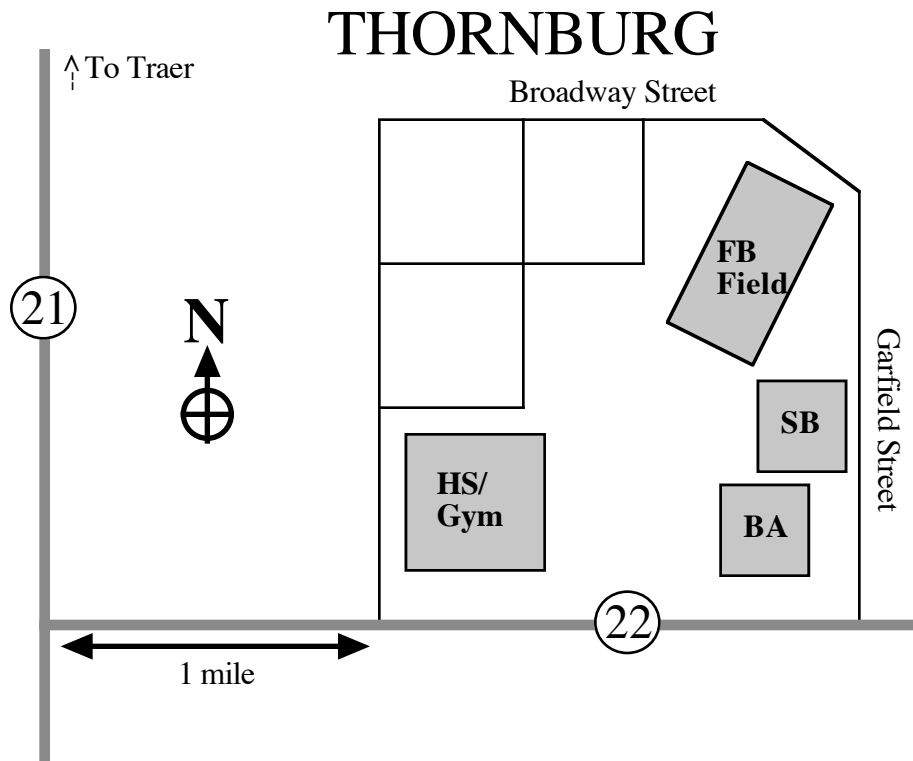 THORNBURG
To Traer
Broadway Street
21
N
FB
Field
Garfield Street
SB
HS/
Gym
BA
22
1 mile